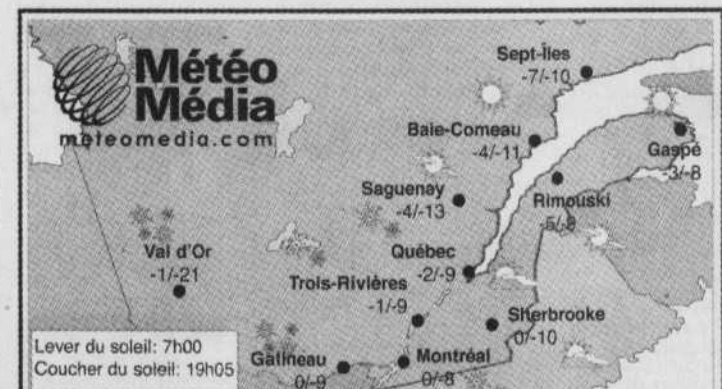 Météo
Média
meteomedia.com
Sept-Îles
-7/-10
Baie-Comeau
-4/-11
Gaspé
-3/-8
Saguenay
-4/-13
Rimouski
Val d'Or
-1/-21
Québec
-2/-9
Trois-Rivières
-1/-9
Sherbrooke
0/-10
Lever du soleil: 7h00
Coucher du soleil: 19h05
Gatineau
0/-9
Montréal
0/-8